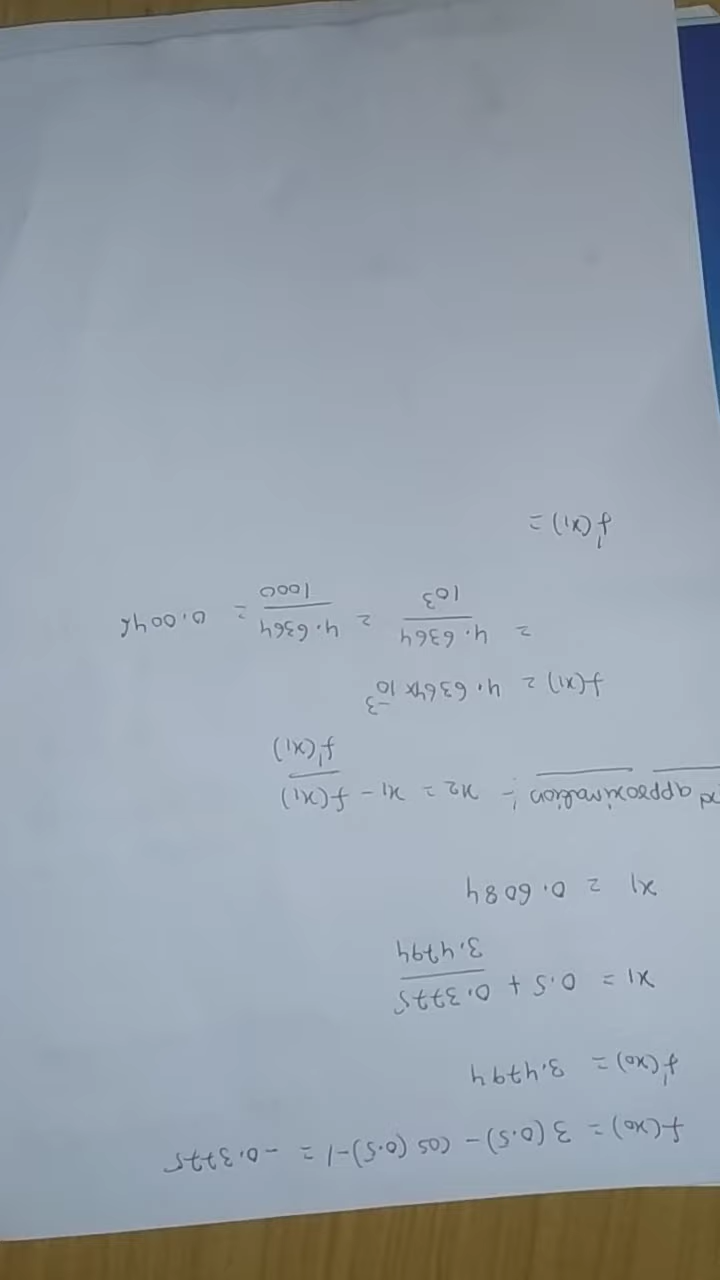 f(x0) = 3(0.5) - cos(0.5) - 1 = -0.3775
f'(x0) = 3.4794
x1 = 0.5 + 0.3775/3.4794
x1 = 0.6084
approximation :- x2 = x1 - f(x1)/f'(x1)
f(x1) = 4.6364 x 10^-3
= 4.6364/10^3 = 4.6364/1000 = 0.0046
f'(x1) =